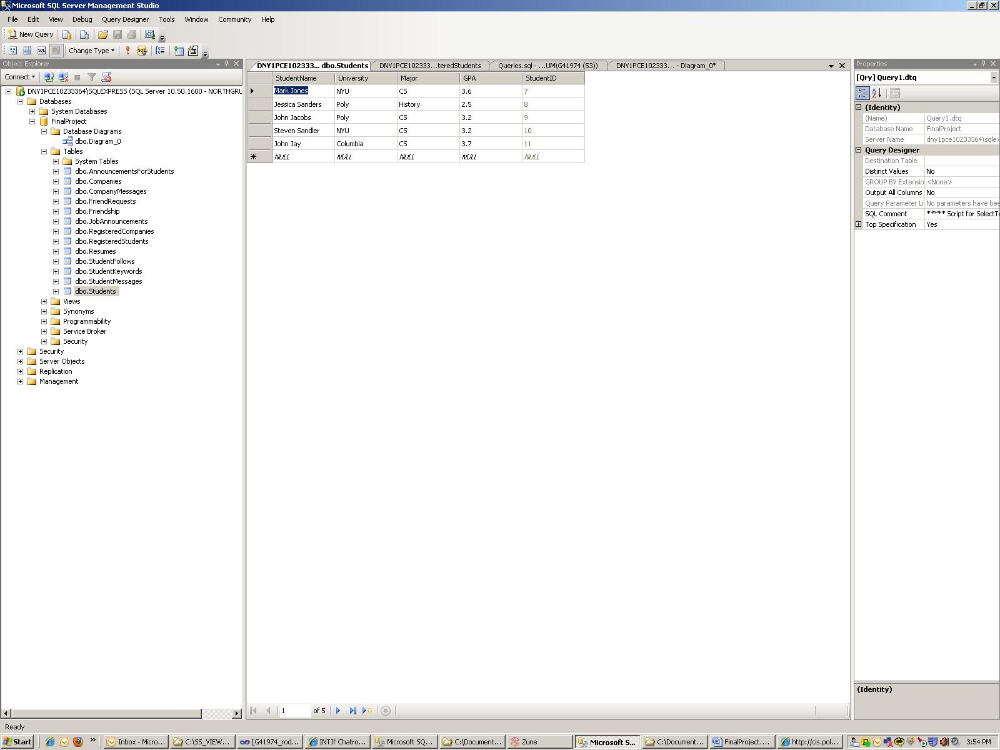 Microsoft SQL Server Management Studio
File Edit View Debug Query Designer Tools Window Community Help
New Query
Change Type
Object Explorer
Connect
DNY1PCE10233364\SQLEXPRESS (SQL Server 10.50.1600 - NORTHGRU
Databases
System Databases
FinalProject
Database Diagrams
dbo.Diagram_0
Tables
System Tables
dbo.AnnouncementsForStudents
dbo.Companies
dbo.CompanyMessages
dbo.FriendRequests
dbo.Friendship
dbo.JobAnnouncements
dbo.RegisteredCompanies
dbo.RegisteredStudents
dbo.Resumes
dbo.StudentFollows
dbo.StudentKeywords
dbo.StudentMessages
dbo.Students
Views
Synonyms
Programmability
Service Broker
Security
Security
Server Objects
Replication
Management
DNY1PCE102333... dbo.Students DNY1PCE102333...teredStudents Queries.sql - ...UM\G41974 (53)) DNY1PCE102333... - Diagram_0*
StudentName University Major GPA StudentID
Mark Jones NYU CS 3.6 7
Jessica Sanders Poly History 2.5 8
John Jacobs Poly CS 3.2 9
Steven Sandler NYU CS 3.2 10
John Jay Columbia CS 3.7 11
NULL NULL NULL NULL NULL
1 of 5
Properties
[Qry] Query1.dtq
(Identity)
(Name) Query1.dtq
Database Name FinalProject
Server Name dny1pce10233364\sqlex
Query Designer
Destination Table
Distinct Values No
GROUP BY Extensio <None>
Output All Columns No
Query Parameter Li No parameters have bee
SQL Comment ***** Script for SelectTo
Top Specification Yes
(Identity)
Ready
Start Inbox - Micro... C:\SS_VIEW... [G41974_rod... INTJf Chatro... Microsoft SQ... C:\Document... Zune Microsoft S... C:\Document... FinalProject.... http://cis.pol... 3:54 PM